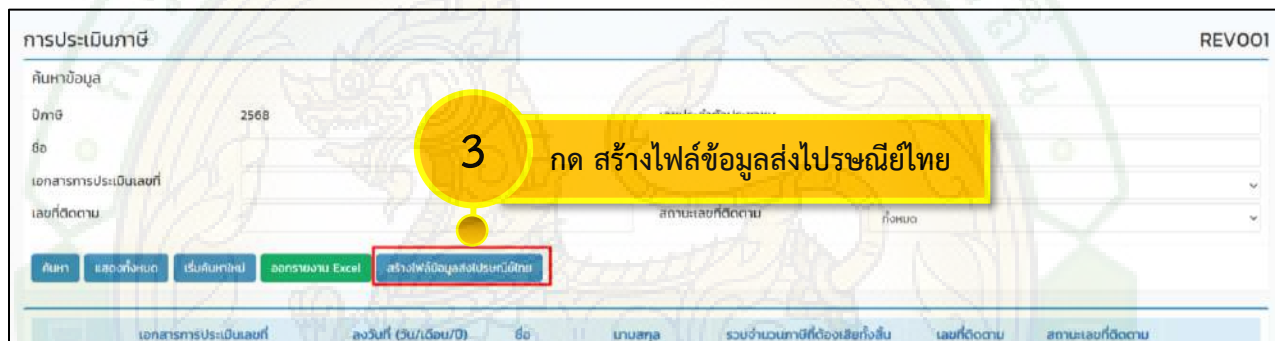 การประเมินภาษี REV001
ค้นหาข้อมูล
ปีภาษี 2568
ชื่อ
เอกสารการประเมินเลขที่
เลขที่ติดตาม สถานะเลขที่ติดตาม ทั้งหมด
3 กด สร้างไฟล์ข้อมูลส่งไปรษณีย์ไทย
ค้นหา แสดงทั้งหมด เริ่มค้นหาใหม่ ออกรายงาน Excel สร้างไฟล์ข้อมูลส่งไปรษณีย์ไทย
เอกสารการประเมินเลขที่ ลงวันที่ (วัน/เดือน/ปี) ชื่อ นามสกุล รวมจำนวนภาษีที่ต้องเสียทั้งสิ้น เลขที่ติดตาม สถานะเลขที่ติดตาม